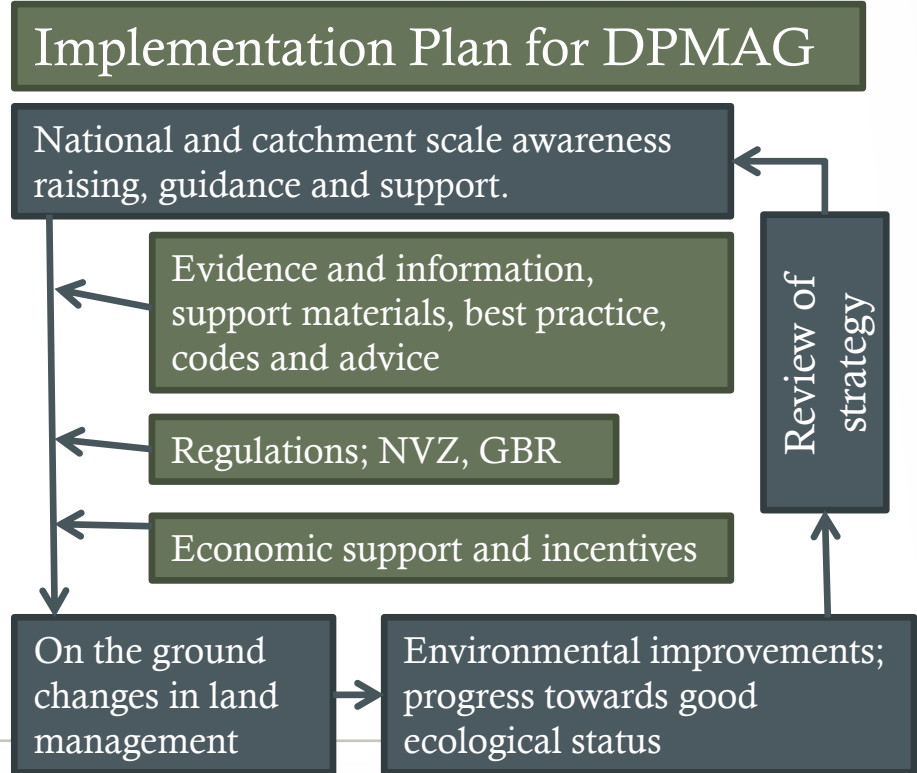 Implementation Plan for DPMAG
National and catchment scale awareness
raising, guidance and support.
Evidence and information,
support materials, best practice,
codes and advice
Regulations; NVZ, GBR
Economic support and incentives
On the ground
changes in land
management
Environmental improvements;
progress towards good
ecological status
Review of
strategy